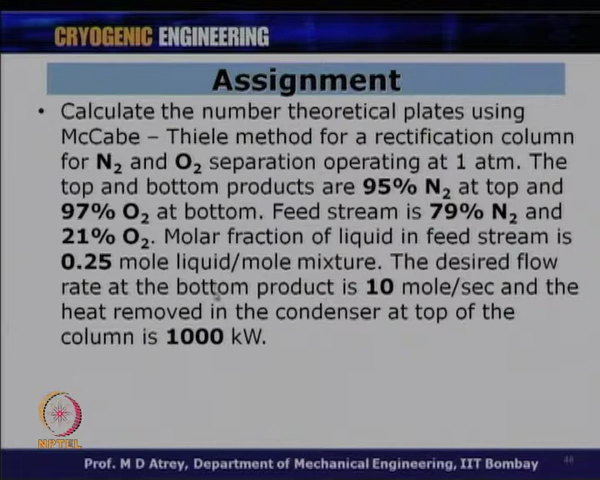 CRYOGENIC ENGINEERING
Assignment
• Calculate the number theoretical plates using
McCabe – Thiele method for a rectification column
for N₂ and O₂ separation operating at 1 atm. The
top and bottom products are 95% N₂ at top and
97% O₂ at bottom. Feed stream is 79% N₂ and
21% O₂. Molar fraction of liquid in feed stream is
0.25 mole liquid/mole mixture. The desired flow
rate at the bottom product is 10 mole/sec and the
heat removed in the condenser at top of the
column is 1000 kW.
NPTEL
Prof. M D Atrey, Department of Mechanical Engineering, IIT Bombay